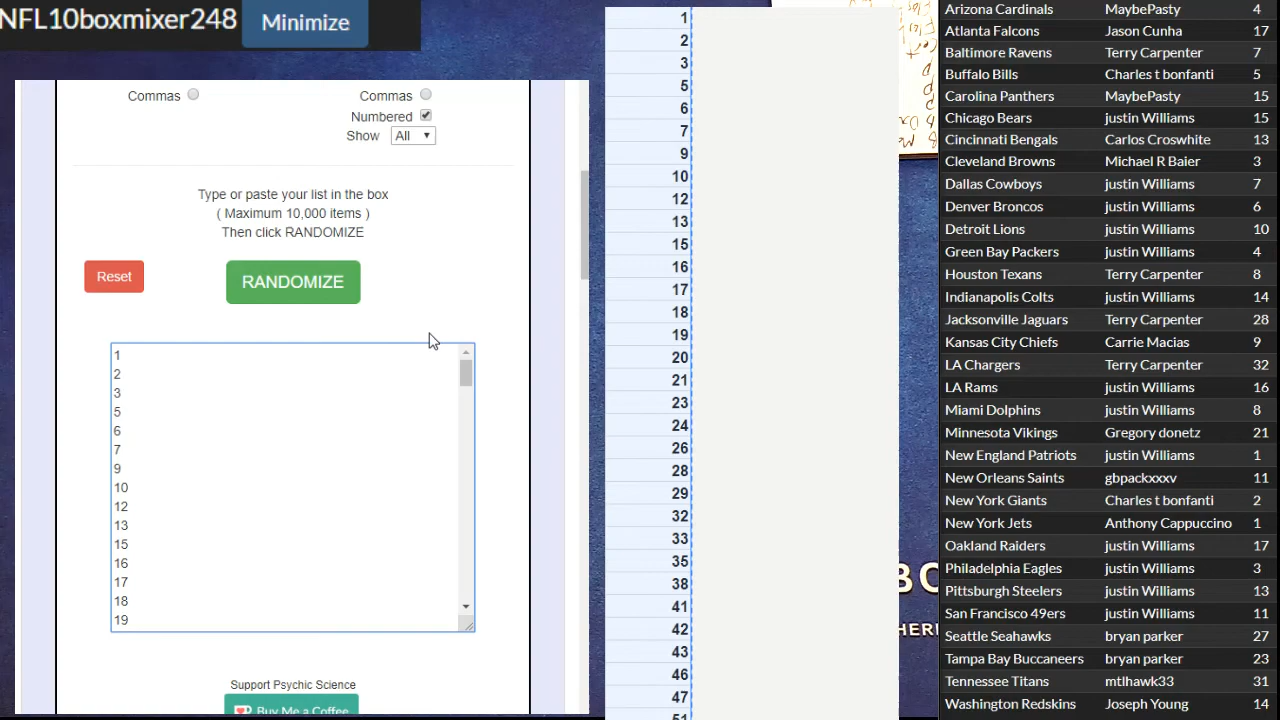 NFL10boxmixer248 Minimize
Commas Commas
Numbered
Show All
Type or paste your list in the box
( Maximum 10,000 items )
Then click RANDOMIZE
Reset RANDOMIZE
1
2
3
5
6
7
9
10
12
13
15
16
17
18
19
Support Psychic Science
Buy Me a Coffee
1
2
3
5
6
7
9
10
12
13
15
16
17
18
19
20
21
23
24
26
28
29
32
33
35
38
41
42
43
46
47
51
Arizona Cardinals MaybePasty 4
Atlanta Falcons Jason Cunha 17
Baltimore Ravens Terry Carpenter 7
Buffalo Bills Charles t bonfanti 5
Carolina Panthers MaybePasty 15
Chicago Bears justin Williams 15
Cincinnati Bengals Carlos Croswhite 13
Cleveland Browns Michael R Baier 3
Dallas Cowboys justin Williams 7
Denver Broncos justin Williams 6
Detroit Lions justin Williams 10
Green Bay Packers justin Williams 4
Houston Texans Terry Carpenter 8
Indianapolis Colts justin Williams 14
Jacksonville Jaguars Terry Carpenter 28
Kansas City Chiefs Carrie Macias 9
LA Chargers Terry Carpenter 32
LA Rams justin Williams 16
Miami Dolphins justin Williams 8
Minnesota Vikings Gregory dratz 21
New England Patriots justin Williams 1
New Orleans Saints gbpackxxxv 11
New York Giants Charles t bonfanti 2
New York Jets Anthony Cappuccino 1
Oakland Raiders justin Williams 17
Philadelphia Eagles justin Williams 3
Pittsburgh Steelers justin Williams 13
San Francisco 49ers justin Williams 11
Seattle Seahawks bryan parker 27
Tampa Bay Buccaneers bryan parker 23
Tennessee Titans mtlhawk33 31
Washington Redskins Joseph Young 14